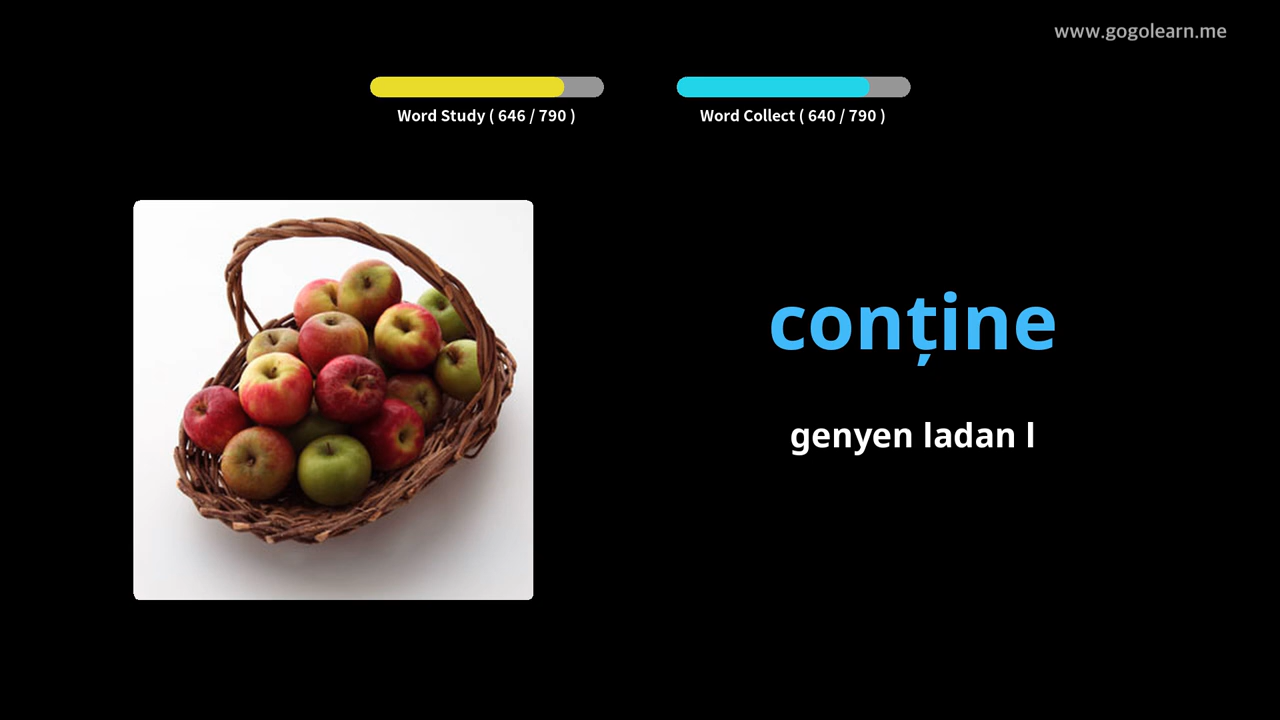 www.gogolearn.me
Word Study ( 646 / 790 )
Word Collect ( 640 / 790 )
conține
genyen ladan l